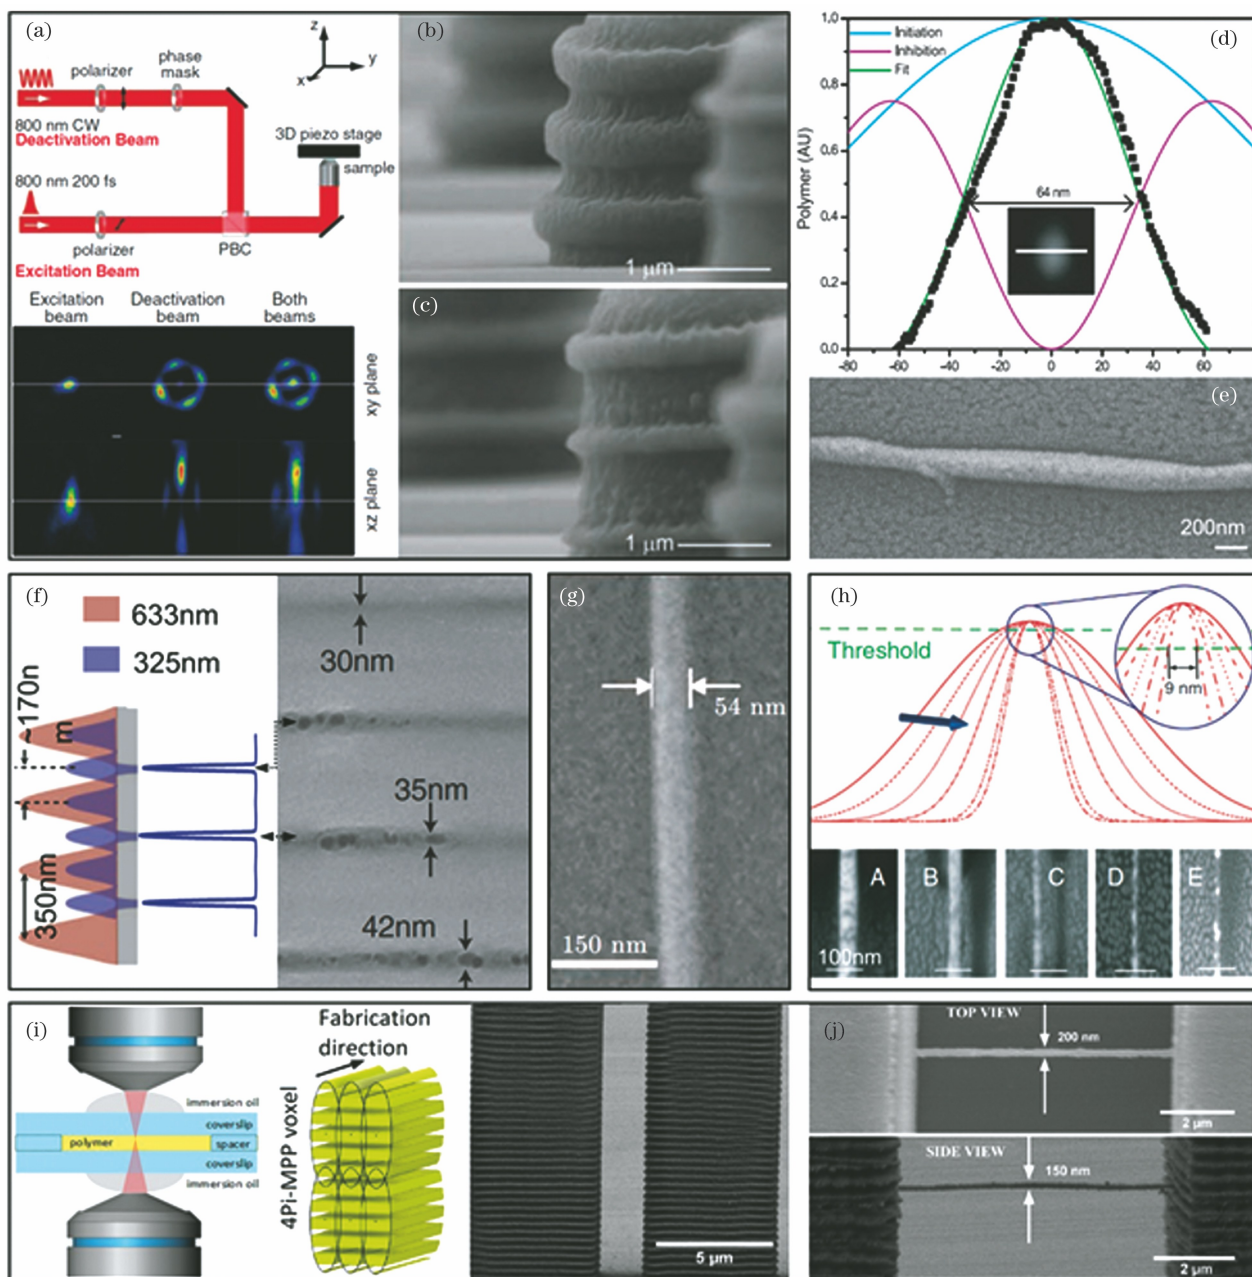 (a)
z
y
x
polarizer
phase
mask
800 nm CW
Deactivation Beam
3D piezo stage
sample
800 nm 200 fs
polarizer
PBC
Excitation Beam
Excitation
beam
Deactivation
beam
Both
beams
xy plane
xz plane
(b)
1 μm
(c)
1 μm
(d)
Initiation
Inhibition
Fit
Polymer (AU)
1.0
0.8
0.6
0.4
0.2
0.0
64 nm
-80
-60
-40
-20
0
20
40
60
80
(e)
200nm
(f)
633nm
325nm
~170n
m
350nm
30nm
35nm
42nm
(g)
54 nm
150 nm
(h)
Threshold
9 nm
A
B
C
D
E
100nm
(i)
immersion oil
coverslip
polymer
spacer
coverslip
immersion oil
Fabrication
direction
4Pi-MPP voxel
5 μm
(j)
TOP VIEW
200 nm
2 μm
SIDE VIEW
150 nm
2 μm